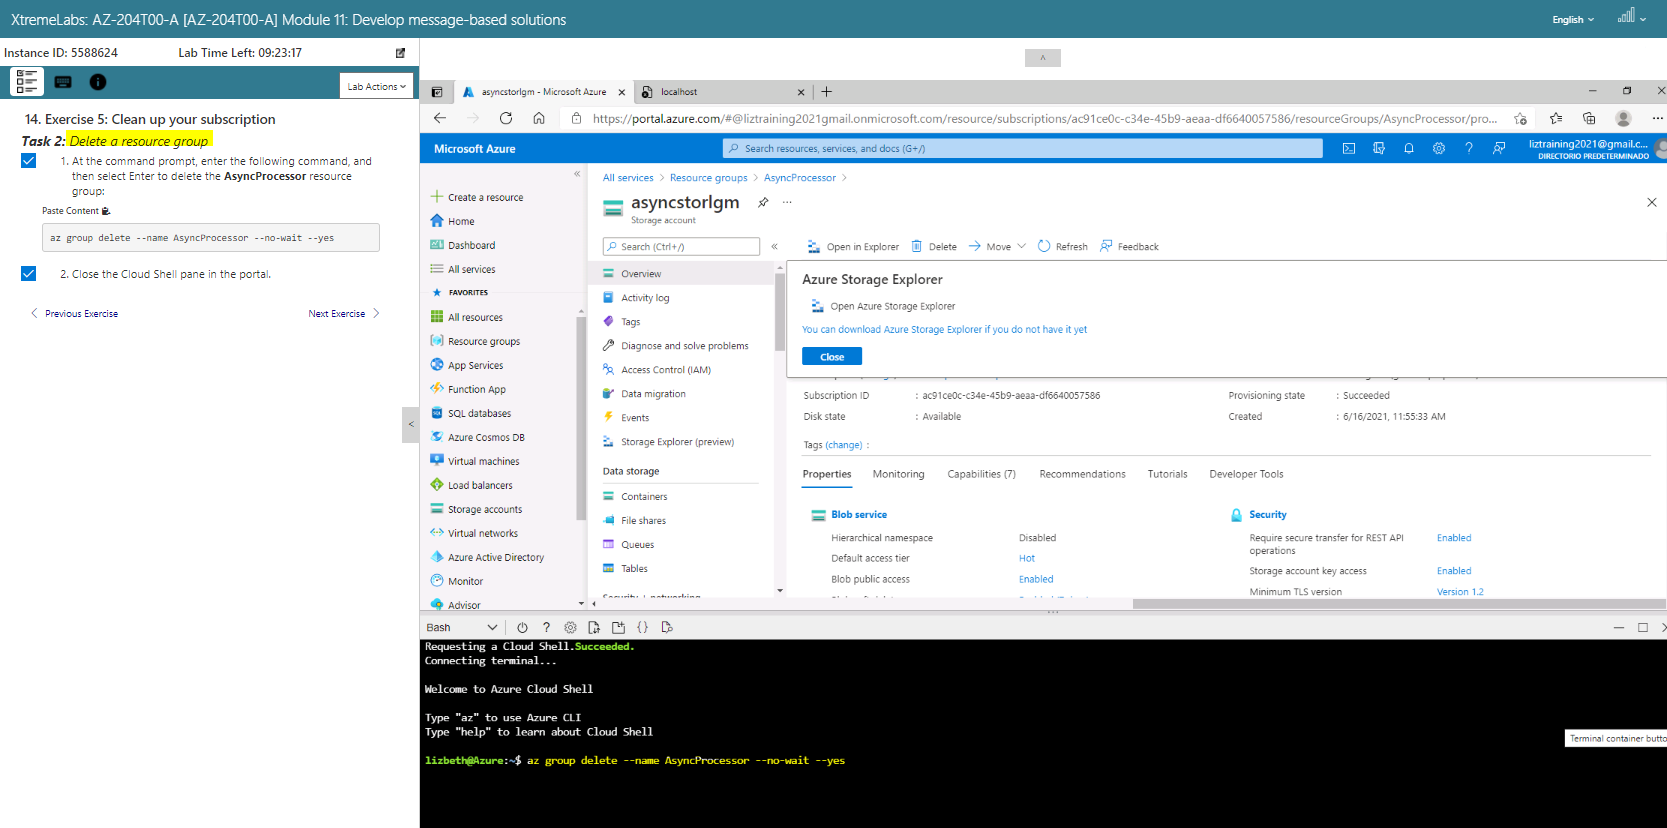 XtremeLabs: AZ-204T00-A [AZ-204T00-A] Module 11: Develop message-based solutions
English
Instance ID: 5588624
Lab Time Left: 09:23:17
Lab Actions
14. Exercise 5: Clean up your subscription
Task 2: Delete a resource group
1. At the command prompt, enter the following command, and
then select Enter to delete the AsyncProcessor resource
group:
Paste Content
az group delete --name AsyncProcessor --no-wait --yes
2. Close the Cloud Shell pane in the portal.
Previous Exercise
Next Exercise
asyncstorlgm - Microsoft Azure
localhost
https://portal.azure.com/#@liztraining2021gmail.onmicrosoft.com/resource/subscriptions/ac91ce0c-c34e-45b9-aeaa-df6640057586/resourceGroups/AsyncProcessor/pro...
Microsoft Azure
Search resources, services, and docs (G+/)
liztraining2021@gmail.c...
DIRECTORIO PREDETERMINADO
Create a resource
Home
Dashboard
All services
FAVORITES
All resources
Resource groups
App Services
Function App
SQL databases
Azure Cosmos DB
Virtual machines
Load balancers
Storage accounts
Virtual networks
Azure Active Directory
Monitor
Advisor
All services > Resource groups > AsyncProcessor >
asyncstorlgm
Storage account
Search (Ctrl+/)
Overview
Activity log
Tags
Diagnose and solve problems
Access Control (IAM)
Data migration
Events
Storage Explorer (preview)
Data storage
Containers
File shares
Queues
Tables
Open in Explorer
Delete
Move
Refresh
Feedback
Azure Storage Explorer
Open Azure Storage Explorer
You can download Azure Storage Explorer if you do not have it yet
Close
Subscription ID : ac91ce0c-c34e-45b9-aeaa-df6640057586
Provisioning state : Succeeded
Disk state : Available
Created : 6/16/2021, 11:55:33 AM
Tags (change) :
Properties
Monitoring
Capabilities (7)
Recommendations
Tutorials
Developer Tools
Blob service
Hierarchical namespace Disabled
Default access tier Hot
Blob public access Enabled
Security
Require secure transfer for REST API operations Enabled
Storage account key access Enabled
Minimum TLS version Version 1.2
Bash
Requesting a Cloud Shell.Succeeded.
Connecting terminal...
Welcome to Azure Cloud Shell
Type "az" to use Azure CLI
Type "help" to learn about Cloud Shell
lizbeth@Azure:~$ az group delete --name AsyncProcessor --no-wait --yes
Terminal container butto